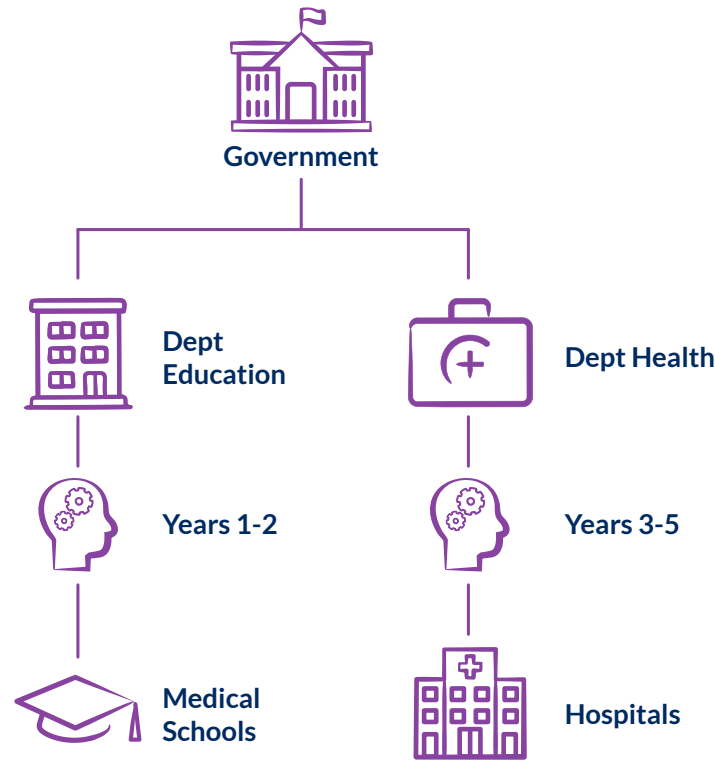 Government
Dept
Education
Dept Health
Years 1-2
Years 3-5
Medical
Schools
Hospitals